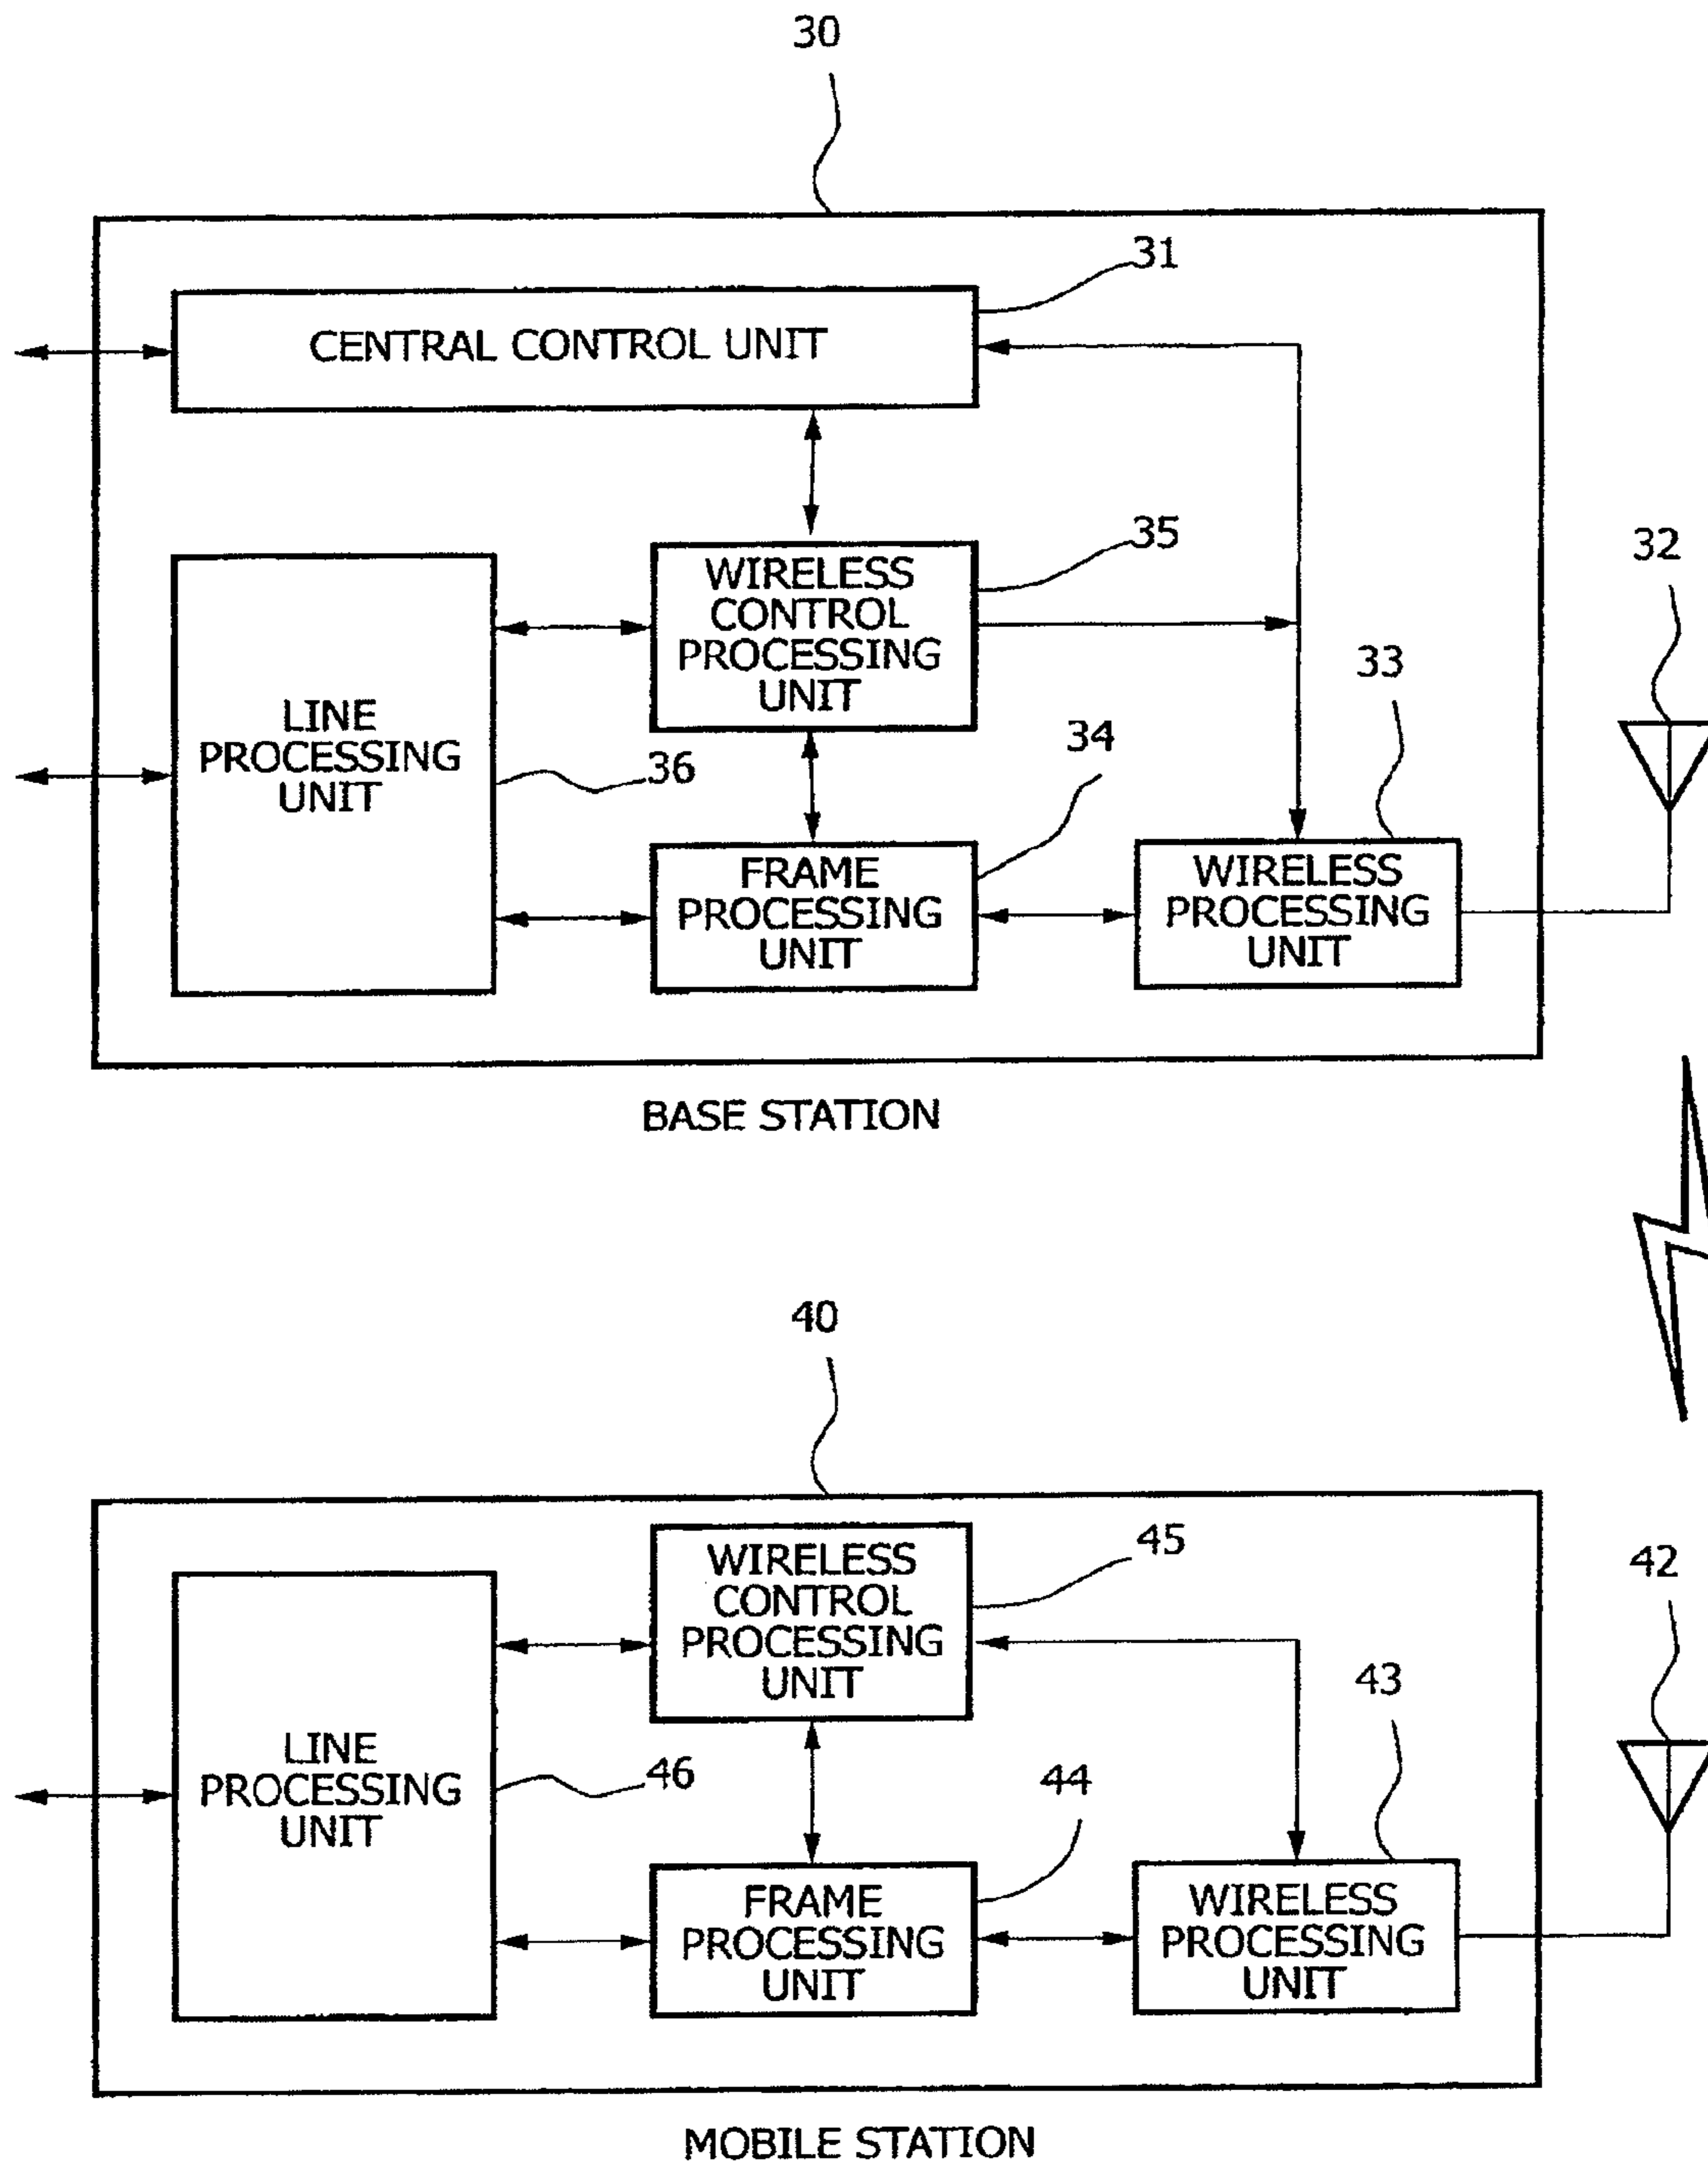 30
31
CENTRAL CONTROL UNIT
35
32
WIRELESS
CONTROL
PROCESSING
UNIT
33
LINE
PROCESSING
UNIT
36
34
FRAME
PROCESSING
UNIT
WIRELESS
PROCESSING
UNIT
BASE STATION
40
45
42
WIRELESS
CONTROL
PROCESSING
UNIT
43
LINE
PROCESSING
UNIT
46
44
FRAME
PROCESSING
UNIT
WIRELESS
PROCESSING
UNIT
MOBILE STATION